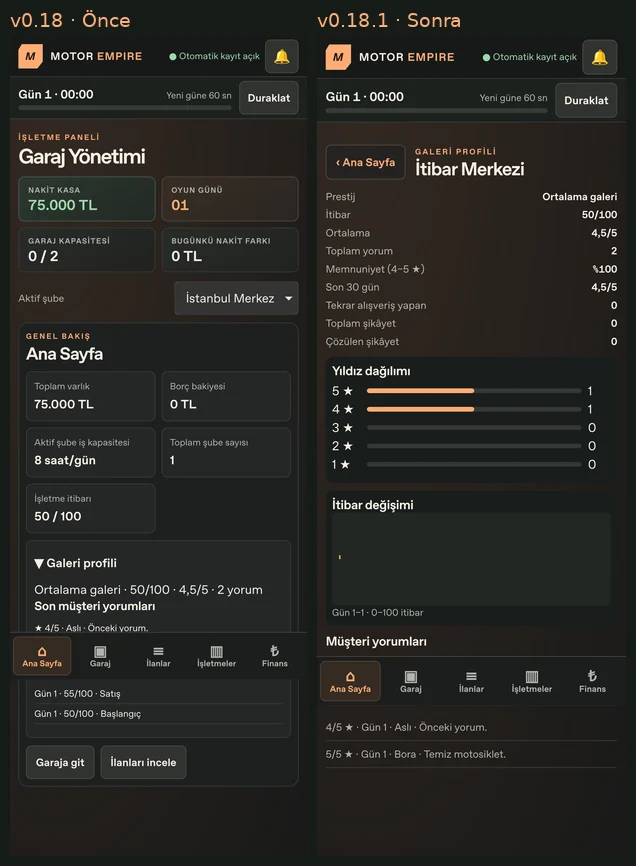 v0.18 · Önce
M MOTOR EMPIRE
Otomatik kayıt açık
Gün 1 · 00:00
Yeni güne 60 sn
Duraklat
İŞLETME PANELİ
Garaj Yönetimi
NAKİT KASA
75.000 TL
OYUN GÜNÜ
01
GARAJ KAPASİTESİ
0 / 2
BUGÜNKÜ NAKİT FARKI
0 TL
Aktif şube
İstanbul Merkez
GENEL BAKIŞ
Ana Sayfa
Toplam varlık
75.000 TL
Borç bakiyesi
0 TL
Aktif şube iş kapasitesi
8 saat/gün
Toplam şube sayısı
1
İşletme itibarı
50 / 100
▼ Galeri profili
Ortalama galeri · 50/100 · 4,5/5 · 2 yorum
Son müşteri yorumları
★ 4/5 · Aslı · Önceki yorum.
Ana Sayfa
Garaj
İlanlar
İşletmeler
₺
Finans
Gün 1 · 55/100 · Satış
Gün 1 · 50/100 · Başlangıç
Garaja git
İlanları incele
v0.18.1 · Sonra
M MOTOR EMPIRE
Otomatik kayıt açık
Gün 1 · 00:00
Yeni güne 60 sn
Duraklat
‹ Ana Sayfa
GALERİ PROFİLİ
İtibar Merkezi
Prestij Ortalama galeri
İtibar 50/100
Ortalama 4,5/5
Toplam yorum 2
Memnuniyet (4–5 ★) %100
Son 30 gün 4,5/5
Tekrar alışveriş yapan 0
Toplam şikâyet 0
Çözülen şikâyet 0
Yıldız dağılımı
5 ★ 1
4 ★ 1
3 ★ 0
2 ★ 0
1 ★ 0
İtibar değişimi
Gün 1–1 · 0–100 itibar
Müşteri yorumları
Ana Sayfa
Garaj
İlanlar
İşletmeler
₺
Finans
4/5 ★ · Gün 1 · Aslı · Önceki yorum.
5/5 ★ · Gün 1 · Bora · Temiz motosiklet.